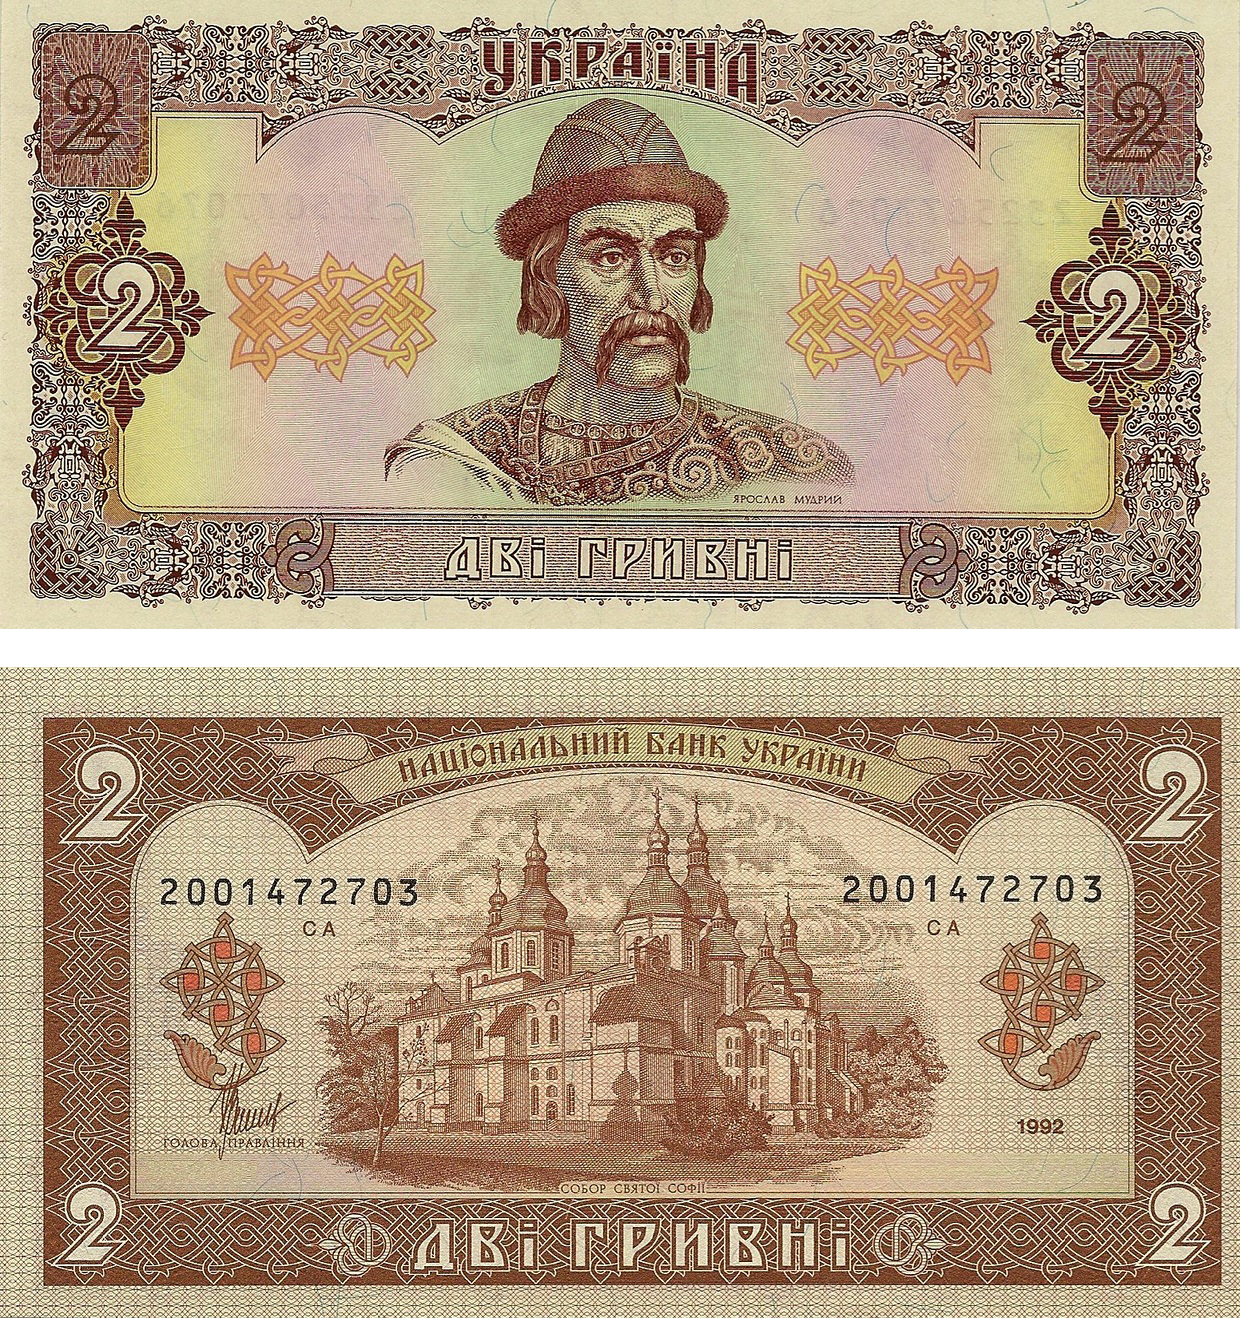 УКРАЇНА
2 2
2 2
ЯРОСЛАВ МУДРИЙ
ДВІ ГРИВНІ
НАЦІОНАЛЬНИЙ БАНК УКРАЇНИ
2 2
2001472703 2001472703
СА СА
ГОЛОВА ПРАВЛІННЯ
1992
СОБОР СВЯТОЇ СОФІЇ
2 ДВІ ГРИВНІ 2